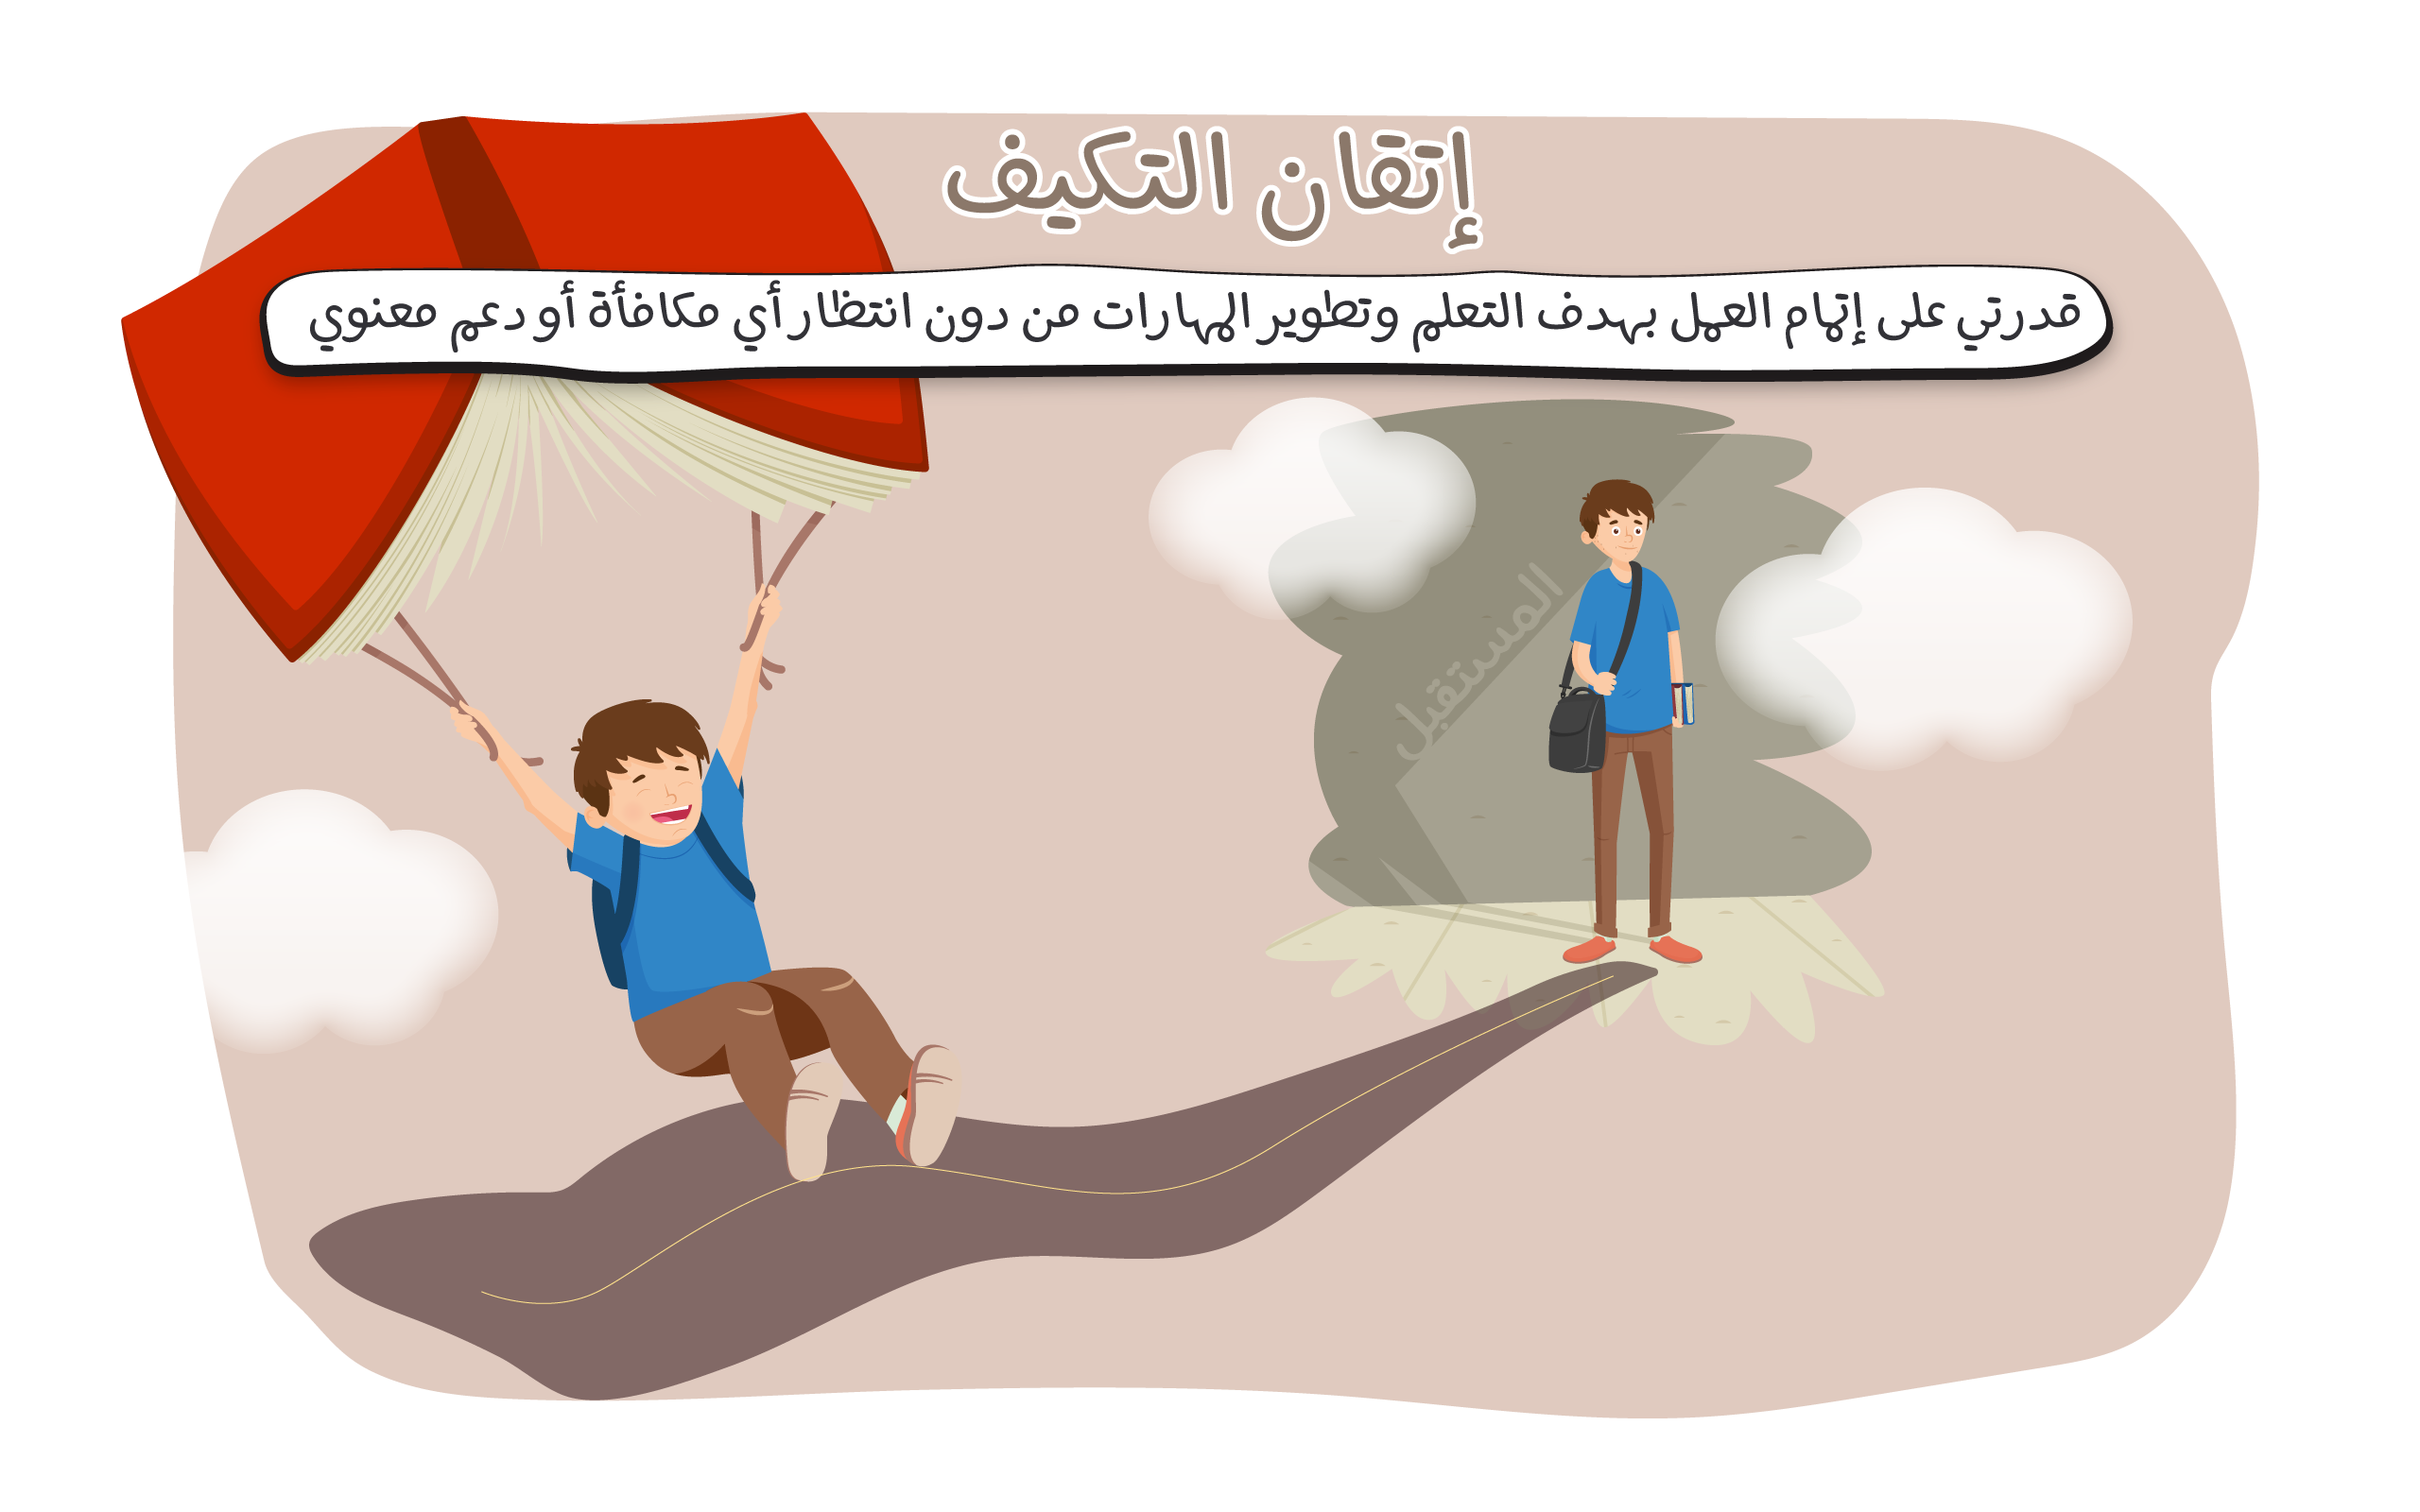 إتقان التكيف
قدرتي على إتمام العمل بهدف التعلم وتطوير المهارات من دون انتظار أي مكافأة أو دعم معنوي
المستقبل